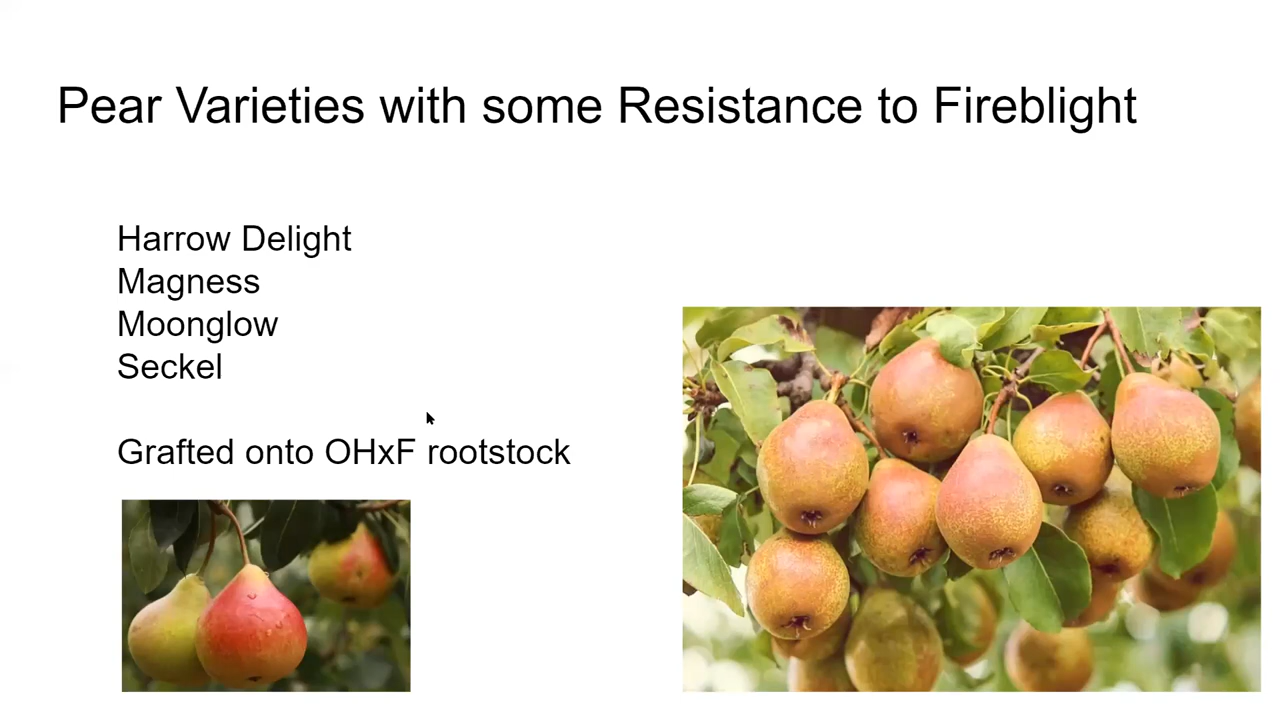 Pear Varieties with some Resistance to Fireblight
Harrow Delight
Magness
Moonglow
Seckel
Grafted onto OHxF rootstock